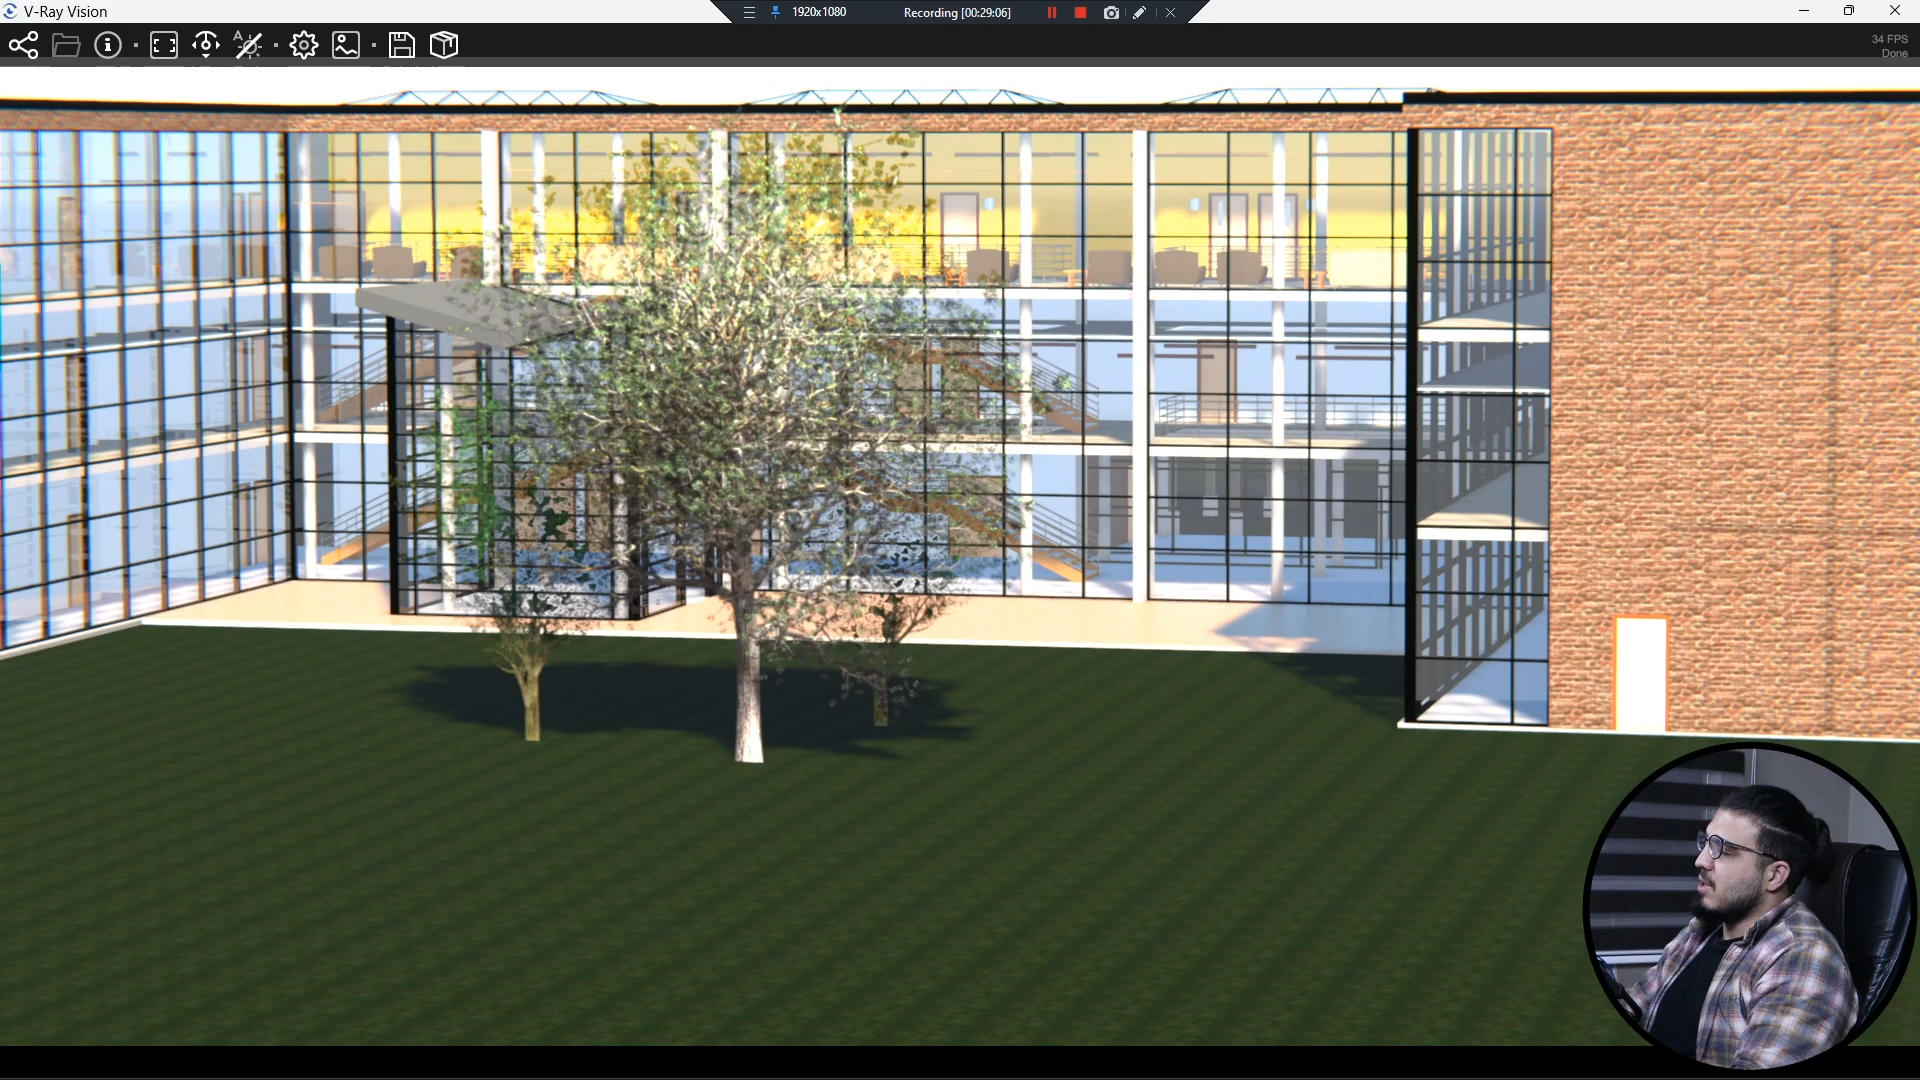 V-Ray Vision
1920x1080
Recording [00:29:06]
34 FPS
Done